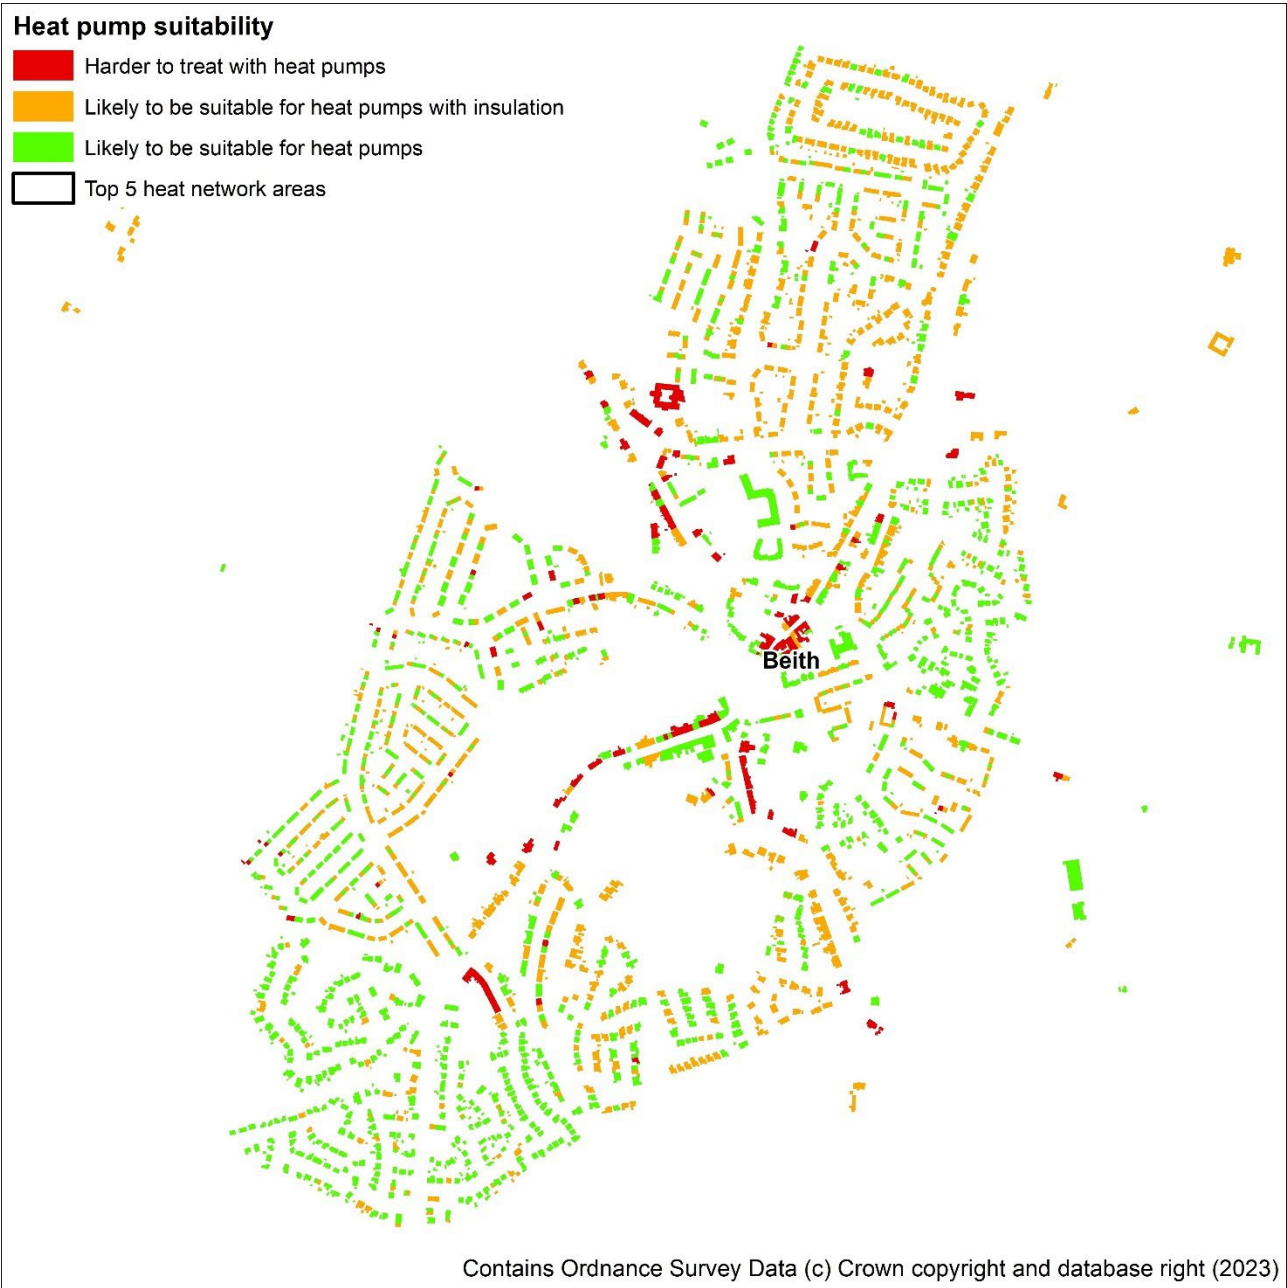 Heat pump suitability
Harder to treat with heat pumps
Likely to be suitable for heat pumps with insulation
Likely to be suitable for heat pumps
Top 5 heat network areas
Beith
Contains Ordnance Survey Data (c) Crown copyright and database right (2023)